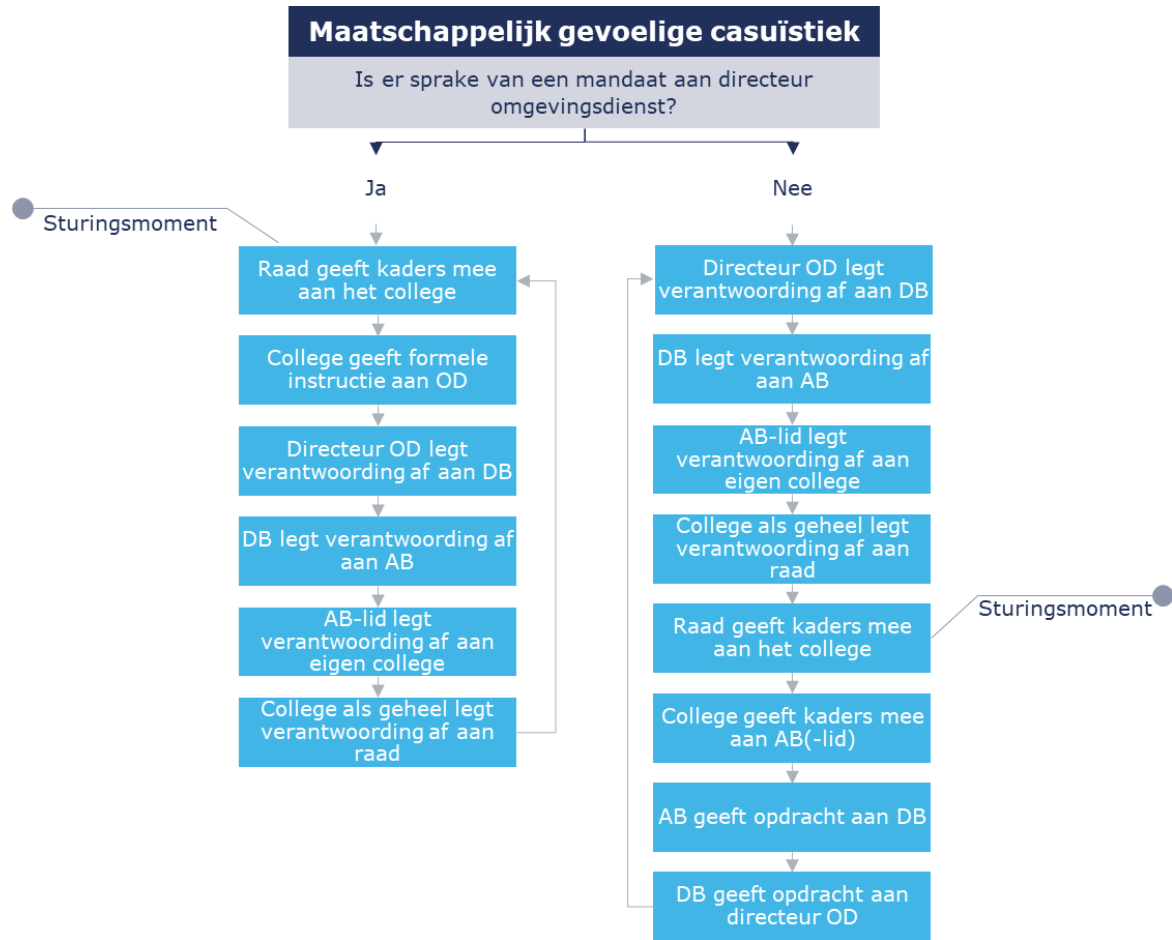 Maatschappelijk gevoelige casuïstiek
Is er sprake van een mandaat aan directeur
omgevingsdienst?
Ja
Sturingsmoment
Raad geeft kaders mee
aan het college
College geeft formele
instructie aan OD
Directeur OD legt
verantwoording af aan DB
DB legt verantwoording af
aan AB
AB-lid legt
verantwoording af aan
eigen college
College als geheel legt
verantwoording af aan
raad
Nee
Directeur OD legt
verantwoording af aan DB
DB legt verantwoording af
aan AB
AB-lid legt
verantwoording af aan
eigen college
College als geheel legt
verantwoording af aan
raad
Sturingsmoment
Raad geeft kaders mee
aan het college
College geeft kaders mee
aan AB(-lid)
AB geeft opdracht aan DB
DB geeft opdracht aan
directeur OD